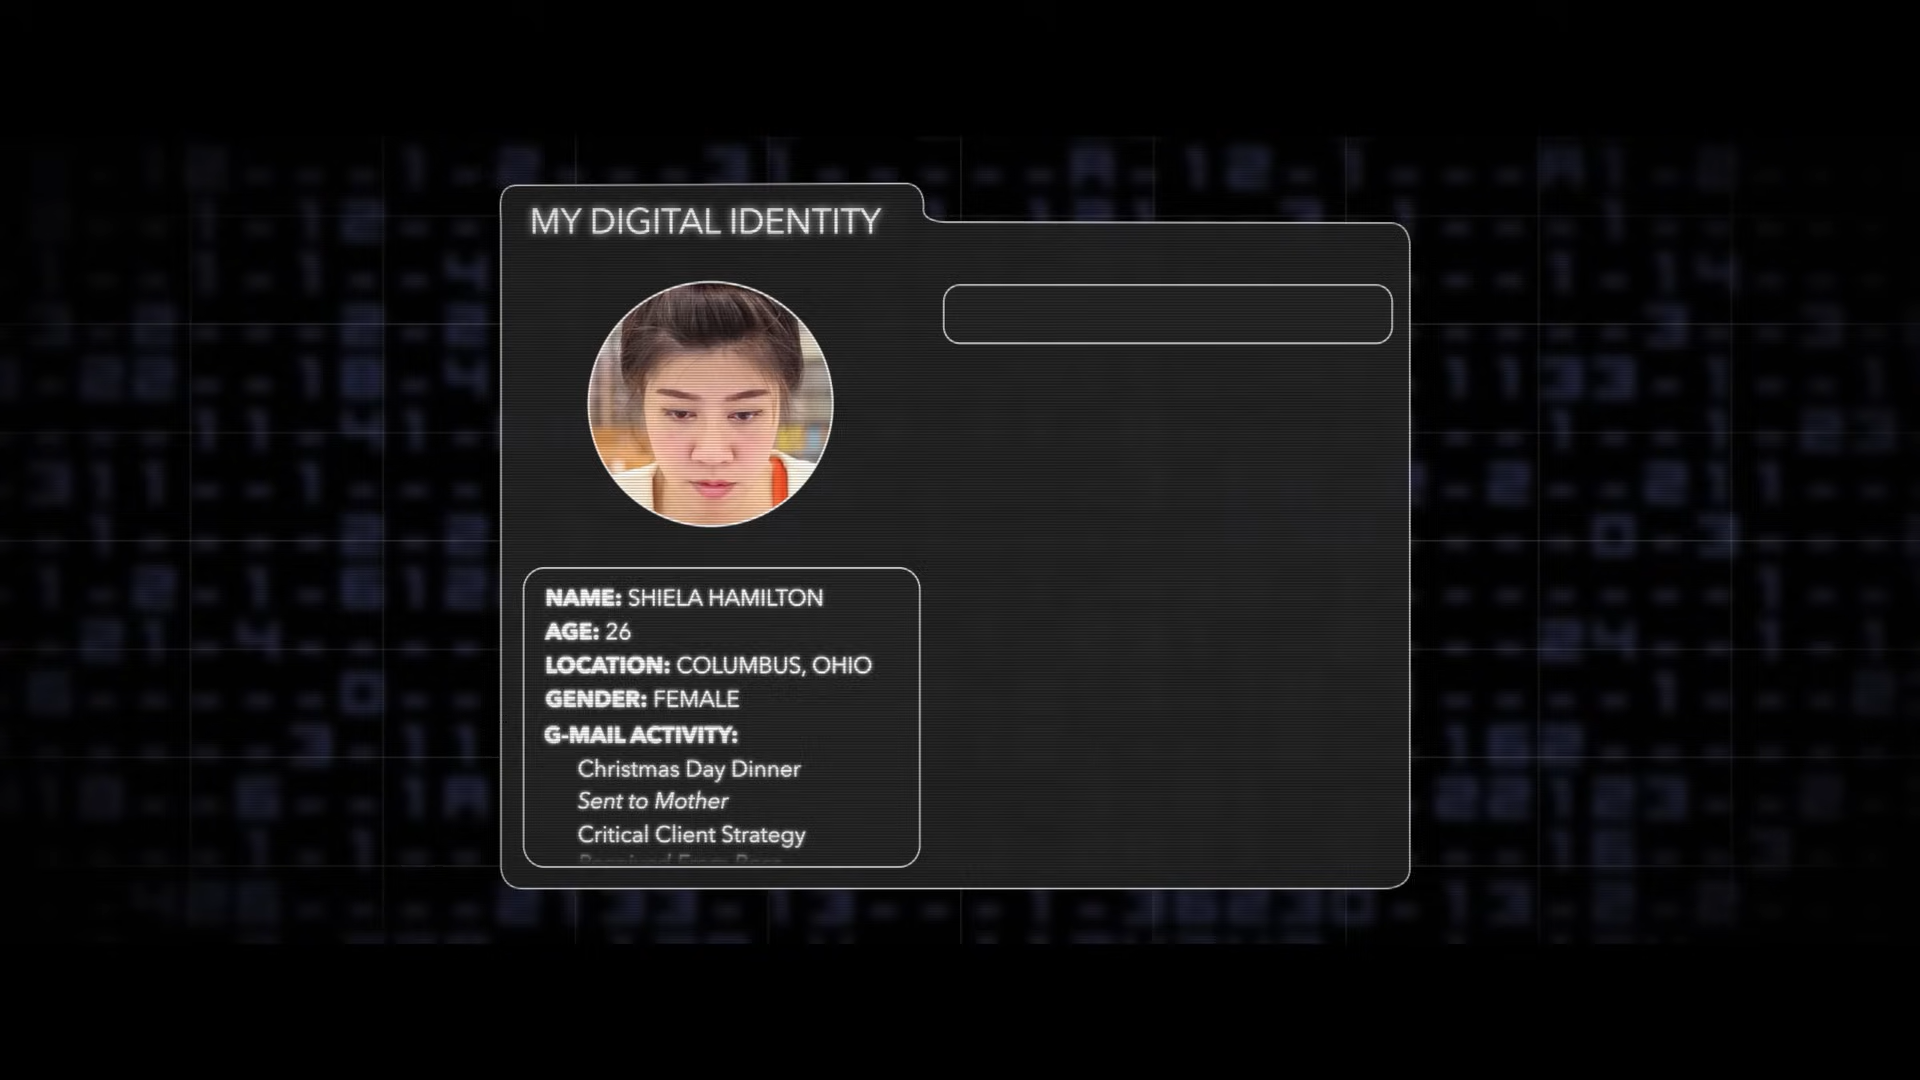 MY DIGITAL IDENTITY
NAME: SHIELA HAMILTON
AGE: 26
LOCATION: COLUMBUS, OHIO
GENDER: FEMALE
G-MAIL ACTIVITY:
Christmas Day Dinner
Sent to Mother
Critical Client Strategy